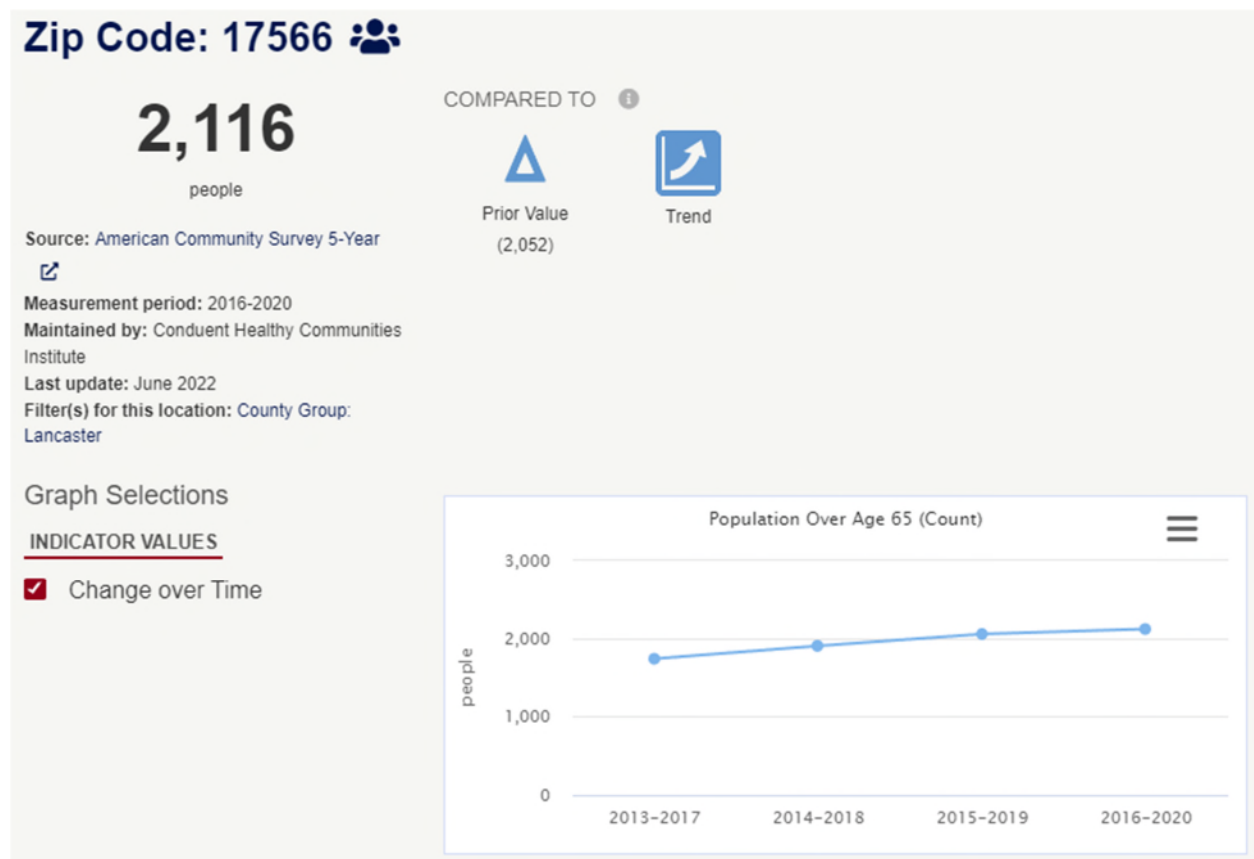 Zip Code: 17566
2,116
people
Source: American Community Survey 5-Year
Measurement period: 2016-2020
Maintained by: Conduent Healthy Communities
Institute
Last update: June 2022
Filter(s) for this location: County Group:
Lancaster
COMPARED TO
Prior Value
(2,052)
Trend
Graph Selections
INDICATOR VALUES
Change over Time
Population Over Age 65 (Count)
people
3,000
2,000
1,000
0
2013-2017 2014-2018 2015-2019 2016-2020